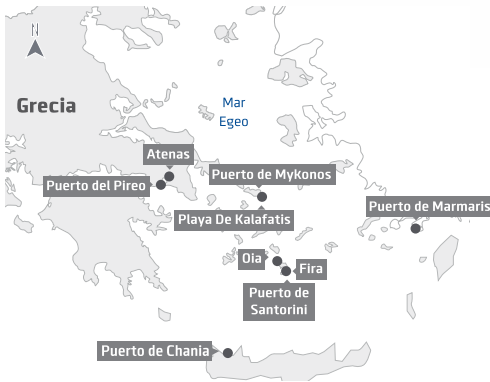 N
Grecia
Mar
Egeo
Atenas
Puerto del Pireo
Puerto de Mykonos
Playa De Kalafatis
Puerto de Marmaris
Oia
Fira
Puerto de
Santorini
Puerto de Chania